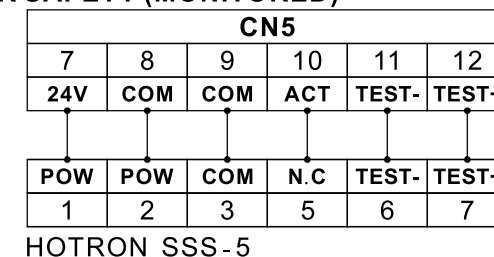 SAFETY (MONITORED)
CN5
7 8 9 10 11 12
24V COM COM ACT TEST- TEST+
POW POW COM N.C TEST- TEST+
1 2 3 5 6 7
HOTRON SSS-5